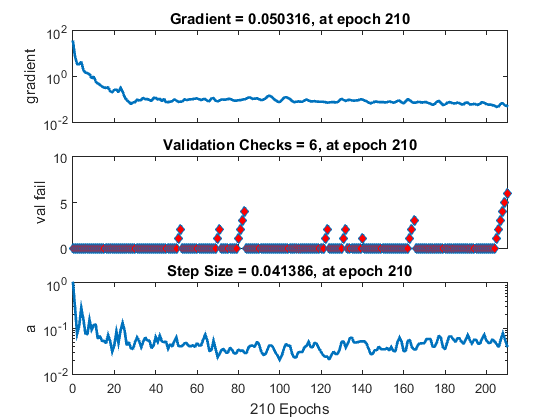 Gradient = 0.050316, at epoch 210
10^2
10^0
10^-2
gradient
Validation Checks = 6, at epoch 210
10
5
0
val fail
Step Size = 0.041386, at epoch 210
10^0
10^-1
10^-2
a
0 20 40 60 80 100 120 140 160 180 200
210 Epochs